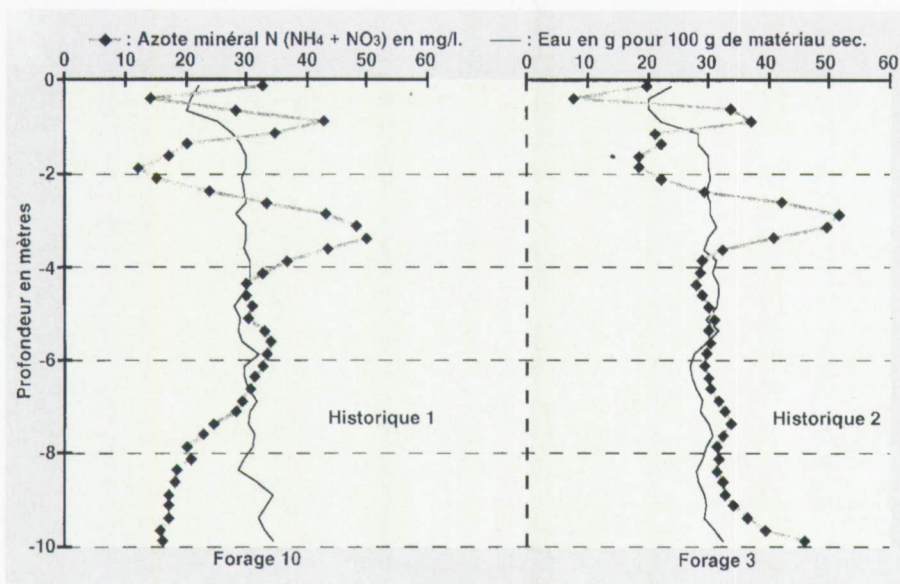 : Azote minéral N (NH4 + NO3) en mg/l.
: Eau en g pour 100 g de matériau sec.
0 10 20 30 40 50 60
0 10 20 30 40 50 60
Profondeur en mètres
0
-2
-4
-6
-8
-10
Historique 1
Historique 2
Forage 10
Forage 3